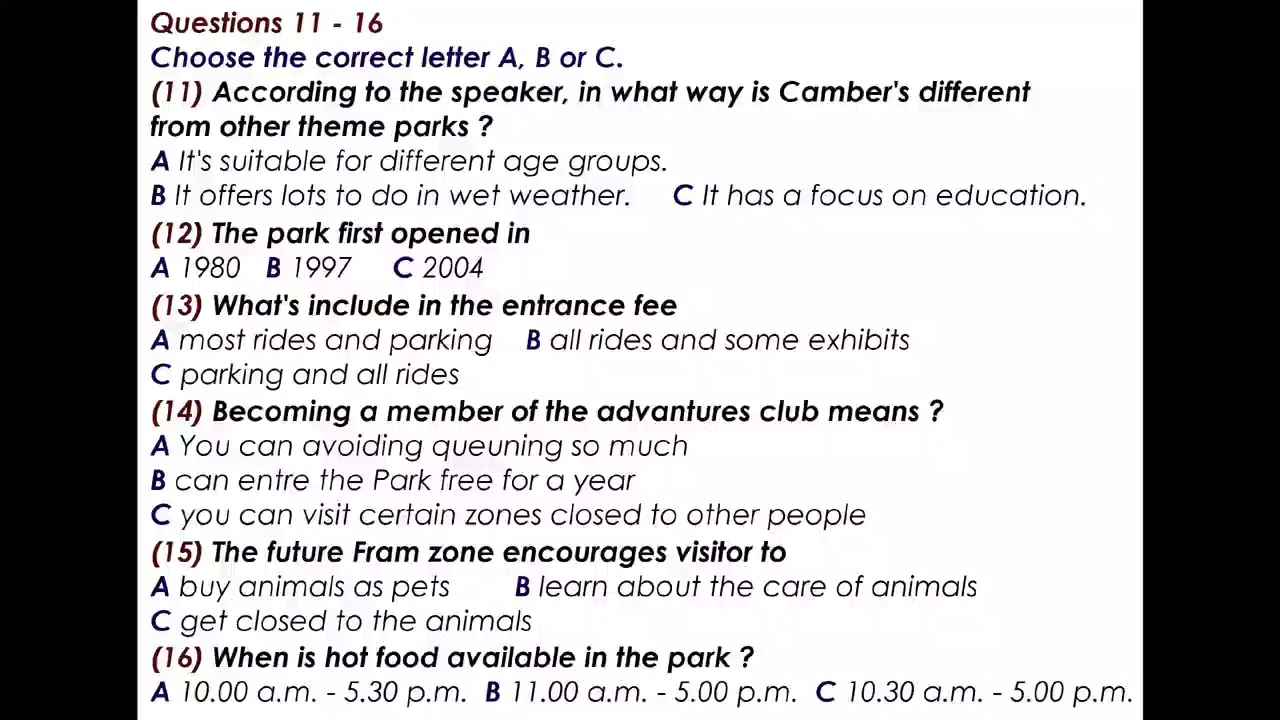 Questions 11 - 16
Choose the correct letter A, B or C.
(11) According to the speaker, in what way is Camber's different
from other theme parks ?
A It's suitable for different age groups.
B It offers lots to do in wet weather. C It has a focus on education.
(12) The park first opened in
A 1980 B 1997 C 2004
(13) What's include in the entrance fee
A most rides and parking B all rides and some exhibits
C parking and all rides
(14) Becoming a member of the advantures club means ?
A You can avoiding queuning so much
B can entre the Park free for a year
C you can visit certain zones closed to other people
(15) The future Fram zone encourages visitor to
A buy animals as pets B learn about the care of animals
C get closed to the animals
(16) When is hot food available in the park ?
A 10.00 a.m. - 5.30 p.m. B 11.00 a.m. - 5.00 p.m. C 10.30 a.m. - 5.00 p.m.